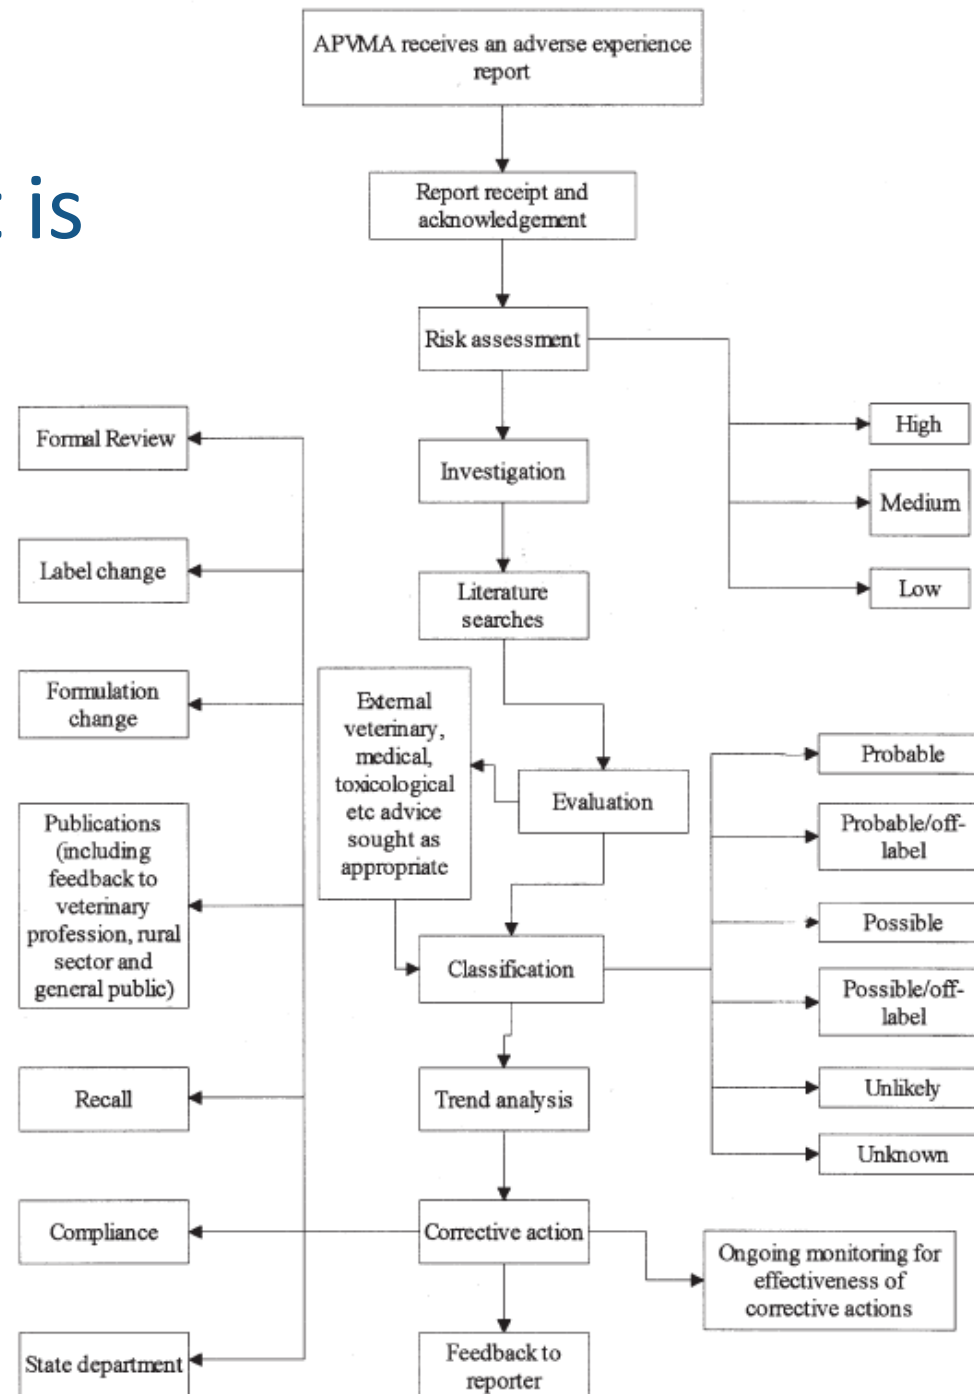 APVMA receives an adverse experience
report
is
Report receipt and
acknowledgement
Risk assessment
High
Medium
Low
Investigation
Literature
searches
External
veterinary,
medical,
toxicological
etc advice
sought as
appropriate
Evaluation
Classification
Probable
Probable/off-
label
Possible
Possible/off-
label
Unlikely
Unknown
Trend analysis
Corrective action
Formal Review
Label change
Formulation
change
Publications
(including
feedback to
veterinary
profession, rural
sector and
general public)
Recall
Compliance
State department
Ongoing monitoring for
effectiveness of
corrective actions
Feedback to
reporter